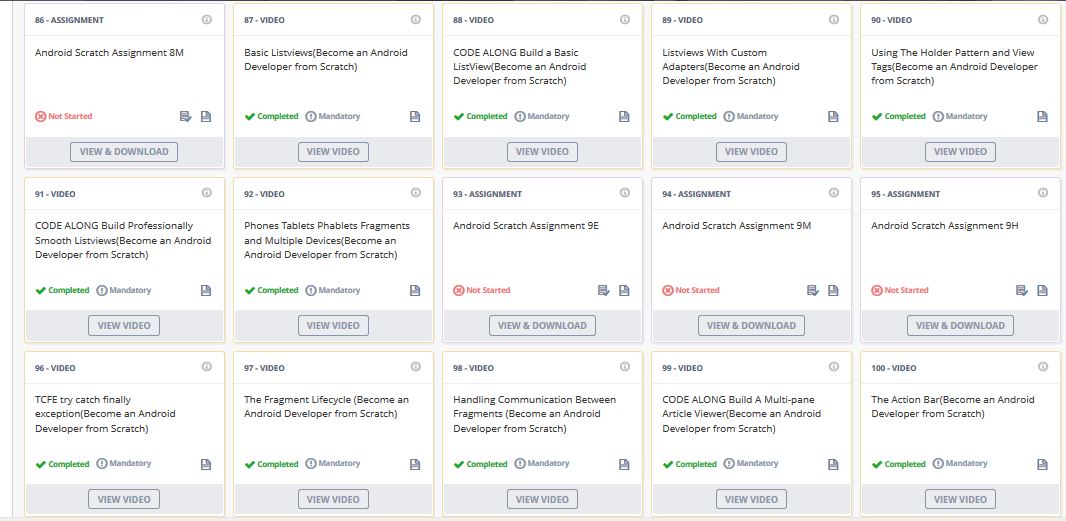 86 - ASSIGNMENT
Android Scratch Assignment 8M
Not Started
VIEW & DOWNLOAD
87 - VIDEO
Basic Listviews(Become an Android
Developer from Scratch)
Completed Mandatory
VIEW VIDEO
88 - VIDEO
CODE ALONG Build a Basic
ListView(Become an Android
Developer from Scratch)
Completed Mandatory
VIEW VIDEO
89 - VIDEO
Listviews With Custom
Adapters(Become an Android
Developer from Scratch)
Completed Mandatory
VIEW VIDEO
90 - VIDEO
Using The Holder Pattern and View
Tags(Become an Android Developer
from Scratch)
Completed Mandatory
VIEW VIDEO
91 - VIDEO
CODE ALONG Build Professionally
Smooth Listviews(Become an Android
Developer from Scratch)
Completed Mandatory
VIEW VIDEO
92 - VIDEO
Phones Tablets Phablets Fragments
and Multiple Devices(Become an
Android Developer from Scratch)
Completed Mandatory
VIEW VIDEO
93 - ASSIGNMENT
Android Scratch Assignment 9E
Not Started
VIEW & DOWNLOAD
94 - ASSIGNMENT
Android Scratch Assignment 9M
Not Started
VIEW & DOWNLOAD
95 - ASSIGNMENT
Android Scratch Assignment 9H
Not Started
VIEW & DOWNLOAD
96 - VIDEO
TCFE try catch finally
exception(Become an Android
Developer from Scratch)
Completed Mandatory
VIEW VIDEO
97 - VIDEO
The Fragment Lifecycle (Become an
Android Developer from Scratch)
Completed Mandatory
VIEW VIDEO
98 - VIDEO
Handling Communication Between
Fragments (Become an Android
Developer from Scratch)
Completed Mandatory
VIEW VIDEO
99 - VIDEO
CODE ALONG Build A Multi-pane
Article Viewer(Become an Android
Developer from Scratch)
Completed Mandatory
VIEW VIDEO
100 - VIDEO
The Action Bar(Become an Android
Developer from Scratch)
Completed Mandatory
VIEW VIDEO